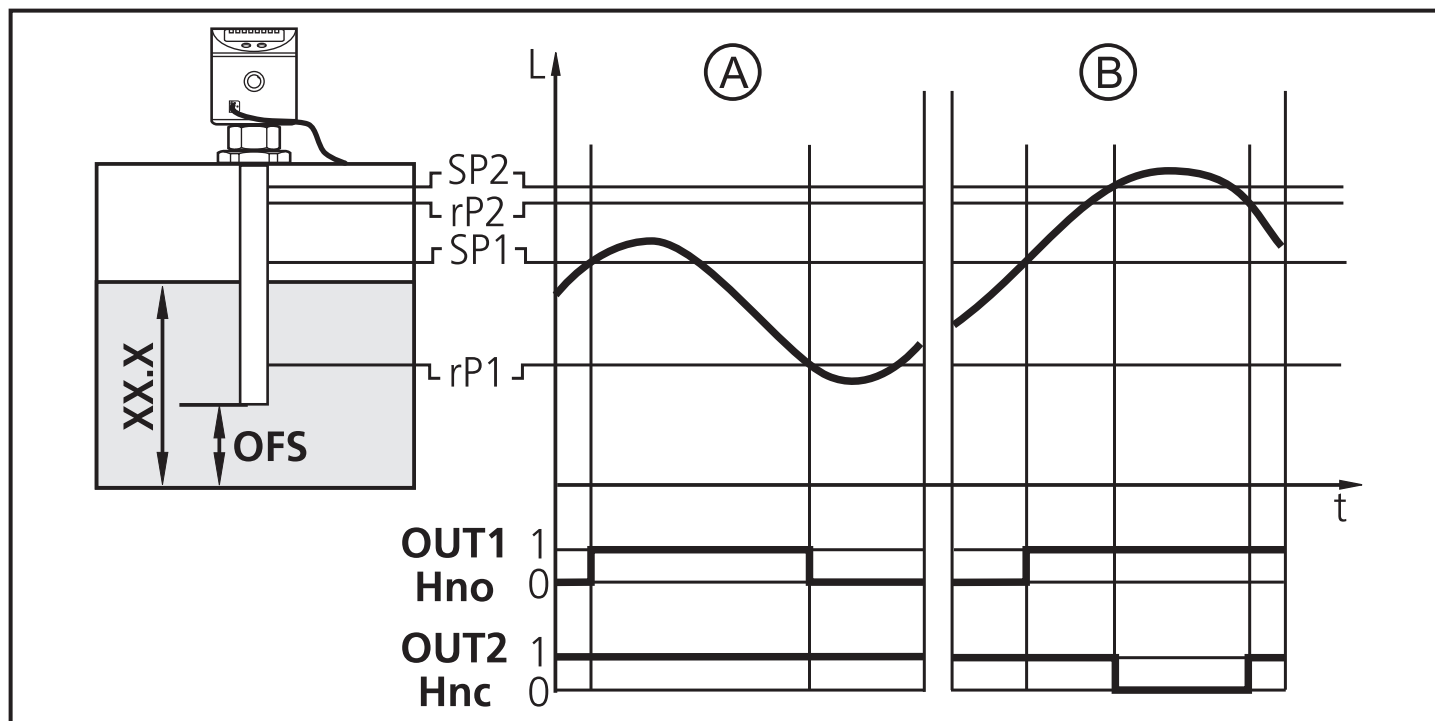 L
A
B
SP2
rP2
SP1
rP1
XX.X
OFS
t
OUT1 1
Hno 0
OUT2 1
Hnc 0